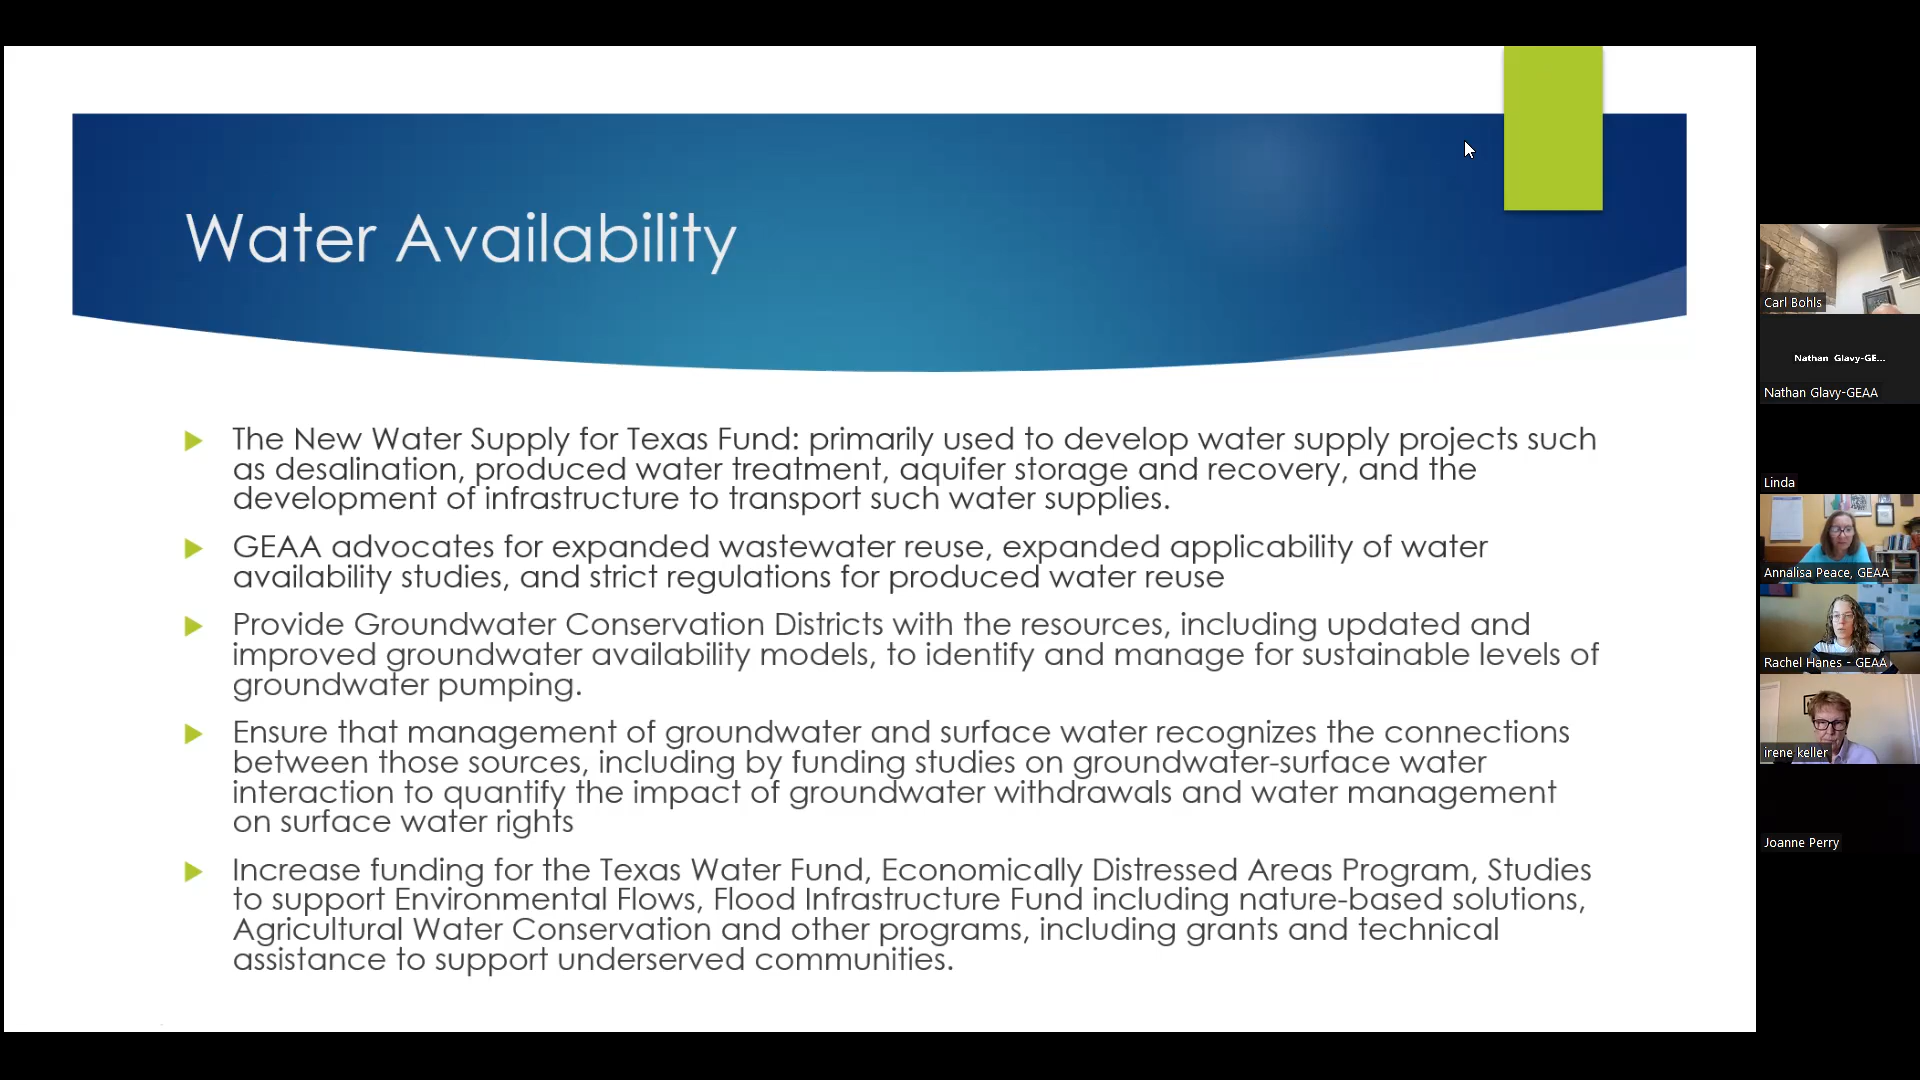 Water Availability
The New Water Supply for Texas Fund: primarily used to develop water supply projects such
as desalination, produced water treatment, aquifer storage and recovery, and the
development of infrastructure to transport such water supplies.
GEAA advocates for expanded wastewater reuse, expanded applicability of water
availability studies, and strict regulations for produced water reuse
Provide Groundwater Conservation Districts with the resources, including updated and
improved groundwater availability models, to identify and manage for sustainable levels of
groundwater pumping.
Ensure that management of groundwater and surface water recognizes the connections
between those sources, including by funding studies on groundwater-surface water
interaction to quantify the impact of groundwater withdrawals and water management
on surface water rights
Increase funding for the Texas Water Fund, Economically Distressed Areas Program, Studies
to support Environmental Flows, Flood Infrastructure Fund including nature-based solutions,
Agricultural Water Conservation and other programs, including grants and technical
assistance to support underserved communities.
Carl Bohls
Nathan Glavy-GE...
Nathan Glavy-GEAA
Linda
Annalisa Peace, GEAA
Rachel Hanes - GEAA
irene keller
Joanne Perry